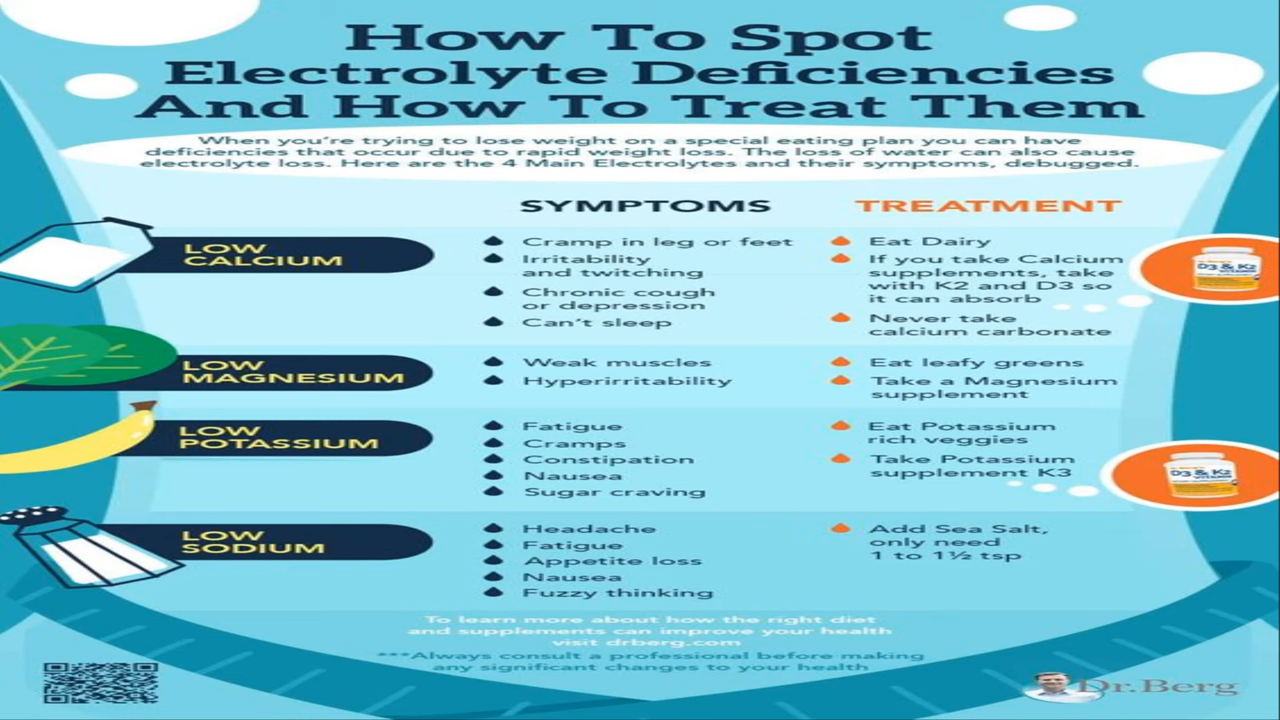 How To Spot
Electrolyte Deficiencies
And How To Treat Them
When you're trying to lose weight on a special eating plan you can have
deficiencies that occur due to rapid weight loss. The loss of water can also cause
electrolyte loss. Here are the 4 Main Electrolytes and their symptoms, debugged.
SYMPTOMS
TREATMENT
LOW
CALCIUM
Cramp in leg or feet
Irritability
and twitching
Chronic cough
or depression
Can't sleep
Eat Dairy
If you take Calcium
supplements, take
with K2 and D3 so
it can absorb
Never take
calcium carbonate
D3 & K2
VITAMIN
LOW
MAGNESIUM
Weak muscles
Hyperirritability
Eat leafy greens
Take a Magnesium
supplement
LOW
POTASSIUM
Fatigue
Cramps
Constipation
Nausea
Sugar craving
Eat Potassium
rich veggies
Take Potassium
supplement K3
D3 & K2
VITAMIN
LOW
SODIUM
Headache
Fatigue
Appetite loss
Nausea
Fuzzy thinking
Add Sea Salt,
only need
1 to 1½ tsp
To learn more about how the right diet
and supplements can improve your health
visit drberg.com
***Always consult a professional before making
any significant changes to your health
Dr.Berg